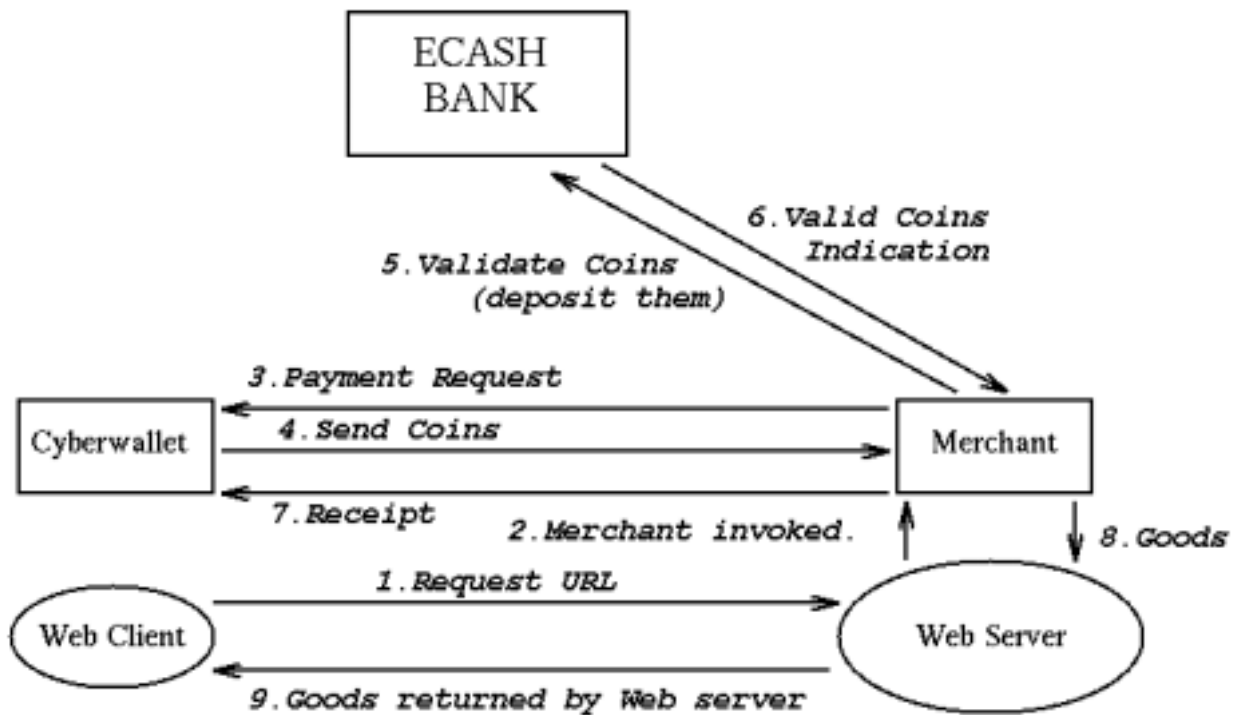 ECASH
BANK
6.Valid Coins
Indication
5.Validate Coins
(deposit them)
3.Payment Request
Cyberwallet
4.Send Coins
Merchant
7.Receipt
2.Merchant invoked.
8.Goods
1.Request URL
Web Client
Web Server
9.Goods returned by Web server